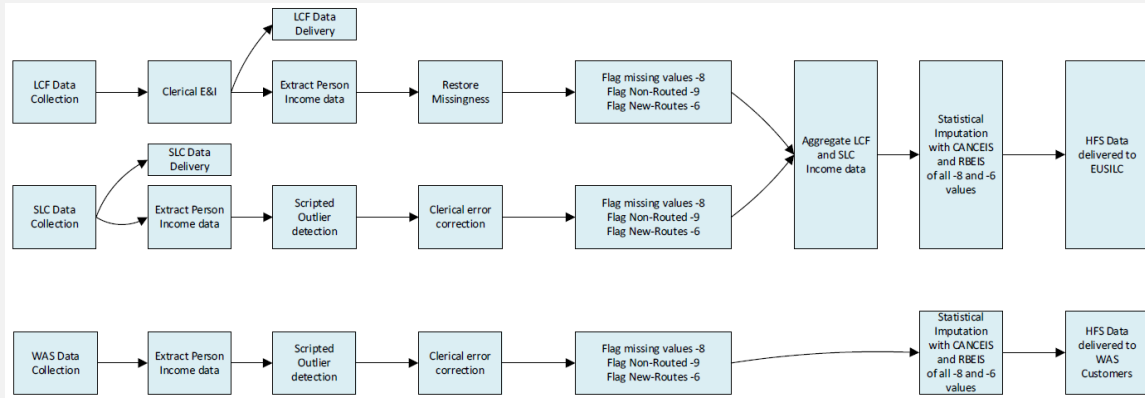 LCF Data
Delivery
LCF Data
Collection
Clerical E&I
Extract Person
Income data
Restore
Missingness
Flag missing values -8
Flag Non-Routed -9
Flag New-Routes -6
Aggregate LCF
and SLC
Income data
Statistical
Imputation
with CANCEIS
and RBEIS
of all -8 and -6
values
HFS Data
delivered to
EUSILC
SLC Data
Delivery
SLC Data
Collection
Extract Person
Income data
Scripted
Outlier
detection
Clerical error
correction
Flag missing values -8
Flag Non-Routed -9
Flag New-Routes -6
WAS Data
Collection
Extract Person
Income data
Scripted
Outlier
detection
Clerical error
correction
Flag missing values -8
Flag Non-Routed -9
Flag New-Routes -6
Statistical
Imputation
with CANCEIS
and RBEIS
of all -8 and -6
values
HFS Data
delivered to
WAS
Customers